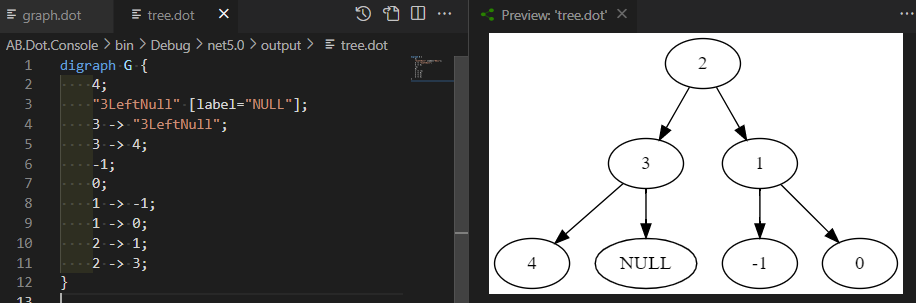 graph.dot
tree.dot
Preview: 'tree.dot'
AB.Dot.Console > bin > Debug > net5.0 > output > tree.dot
1 digraph G {
2 ····4;
3 ····"3LeftNull"·[label="NULL"];
4 ····3·->·"3LeftNull";
5 ····3·->·4;
6 ····-1;
7 ····0;
8 ····1·->·-1;
9 ····1·->·0;
10 ····2·->·1;
11 ····2·->·3;
12 }
13
2
3 1
4 NULL -1 0